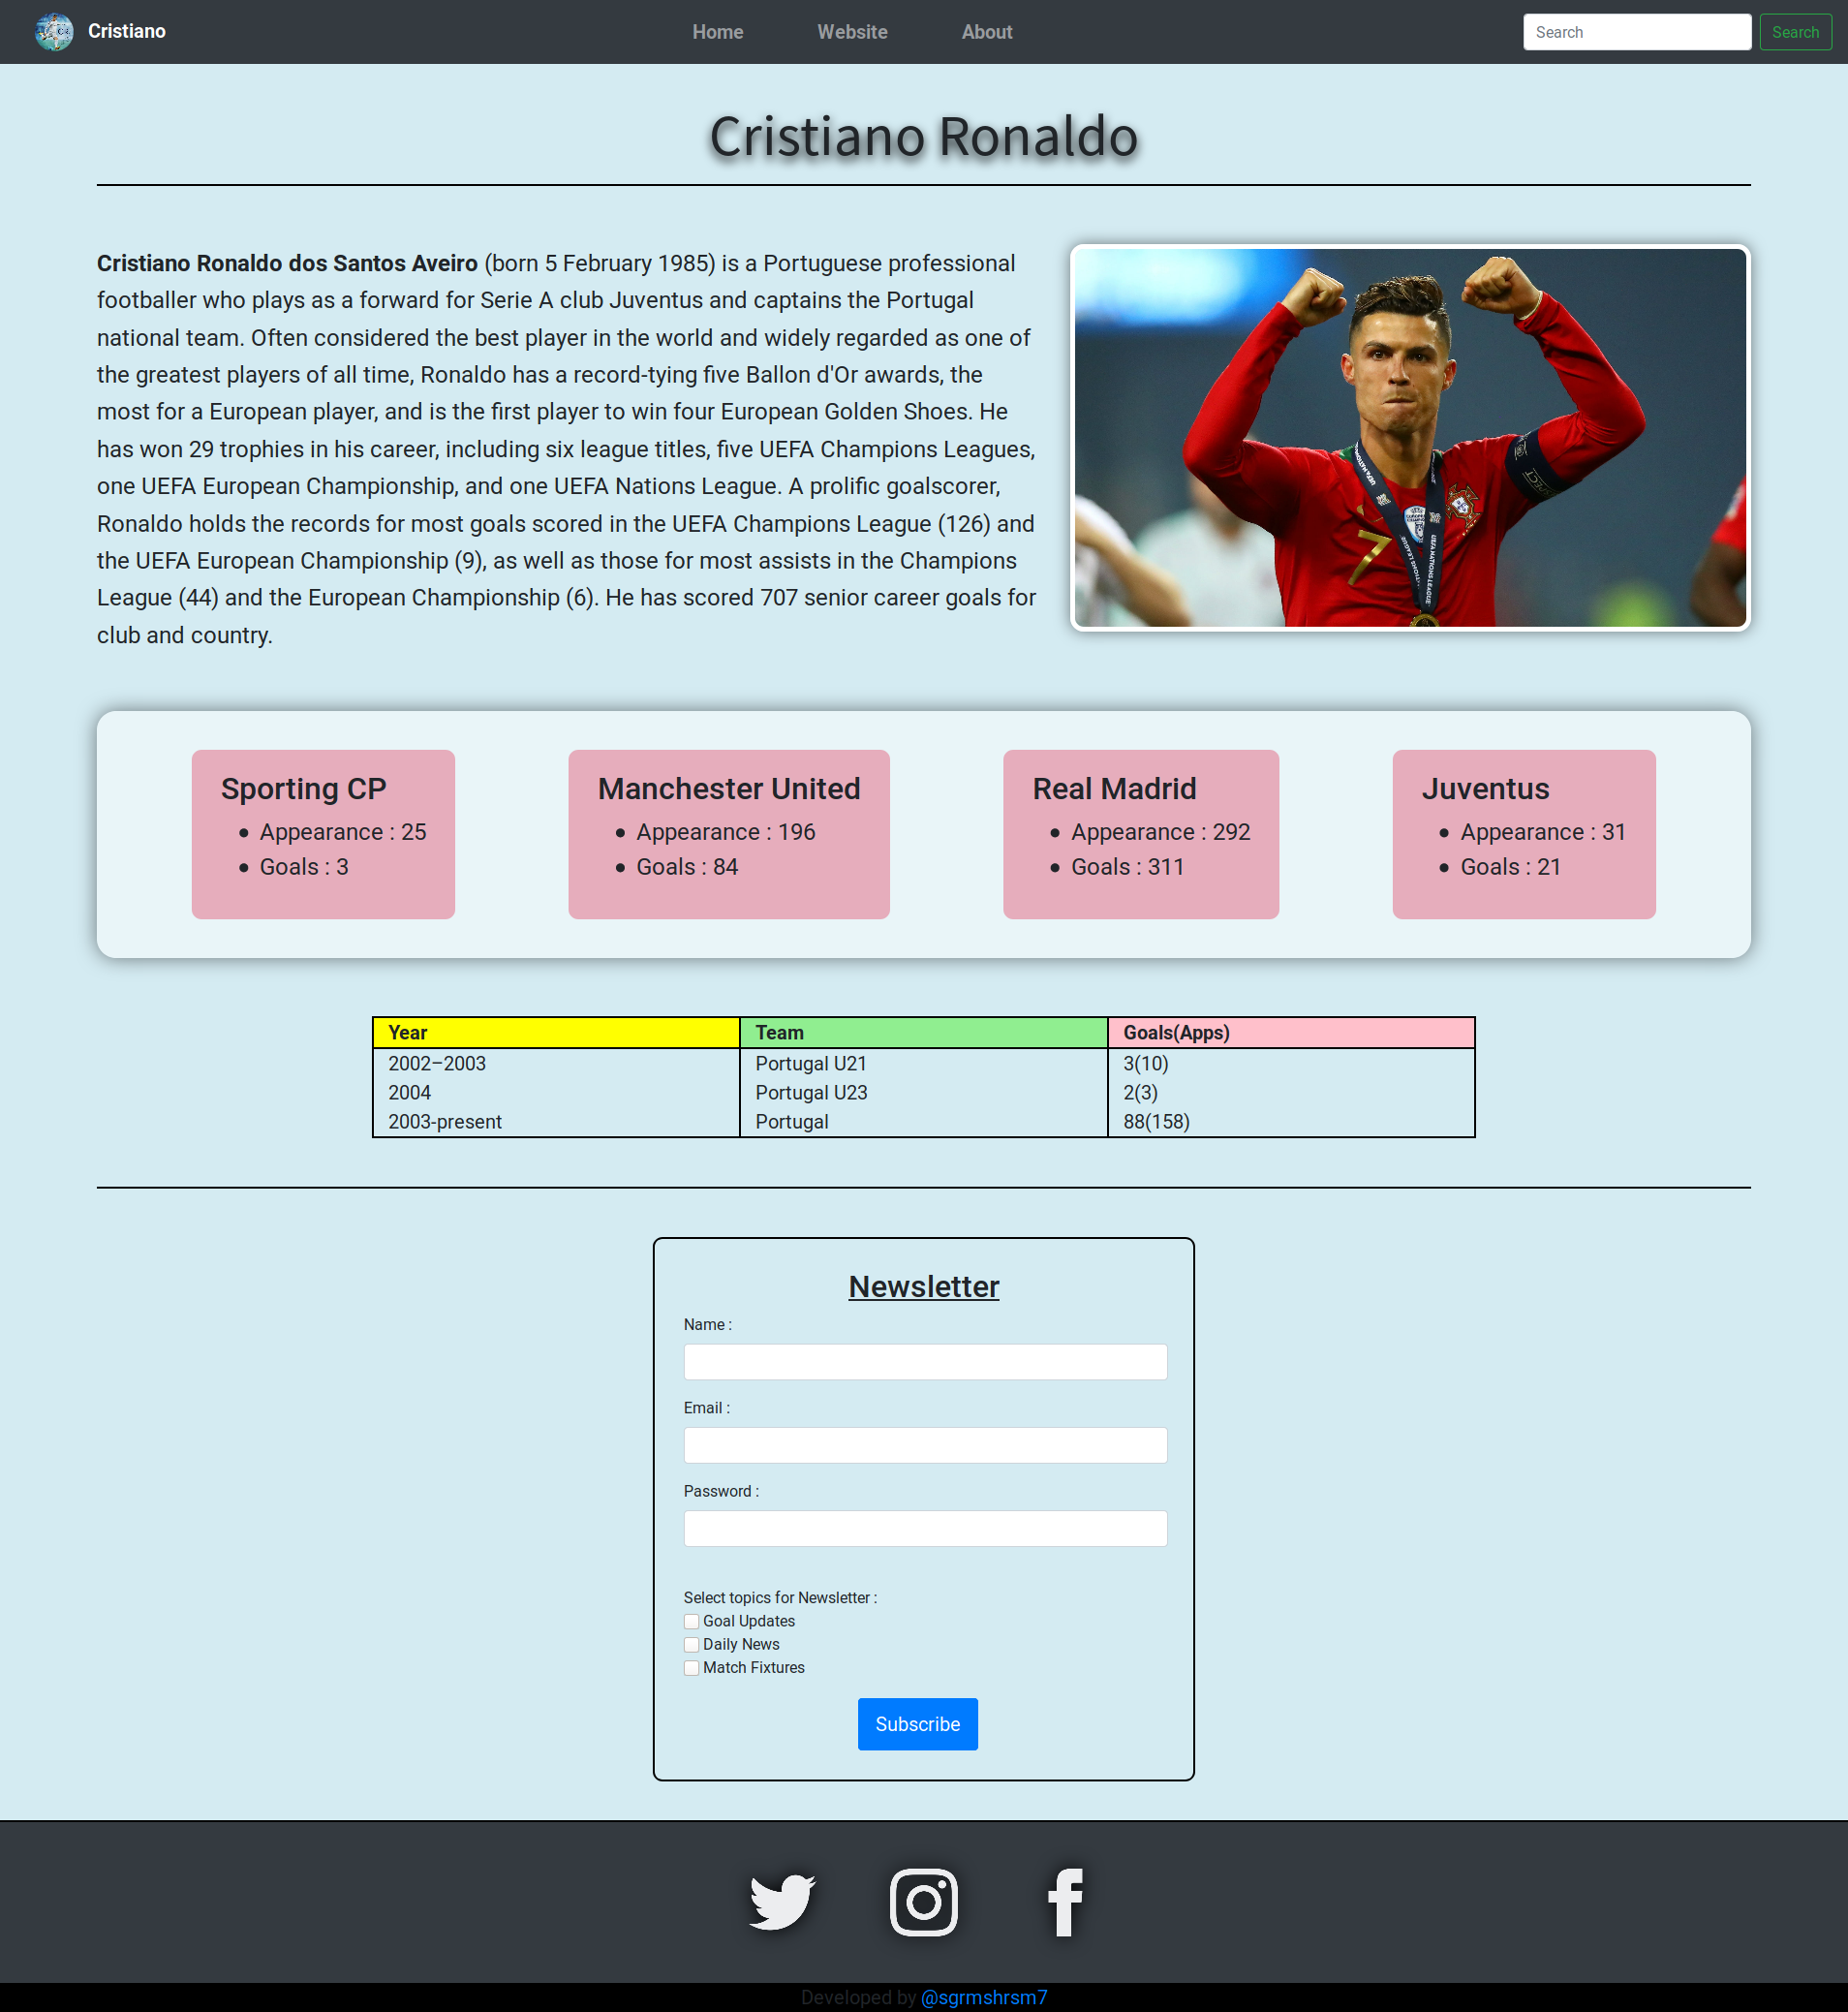 Cristiano
Home
Website
About
Search
Search
Cristiano Ronaldo
Cristiano Ronaldo dos Santos Aveiro (born 5 February 1985) is a Portuguese professional
footballer who plays as a forward for Serie A club Juventus and captains the Portugal
national team. Often considered the best player in the world and widely regarded as one of
the greatest players of all time, Ronaldo has a record-tying five Ballon d'Or awards, the
most for a European player, and is the first player to win four European Golden Shoes. He
has won 29 trophies in his career, including six league titles, five UEFA Champions Leagues,
one UEFA European Championship, and one UEFA Nations League. A prolific goalscorer,
Ronaldo holds the records for most goals scored in the UEFA Champions League (126) and
the UEFA European Championship (9), as well as those for most assists in the Champions
League (44) and the European Championship (6). He has scored 707 senior career goals for
club and country.
7
UEFA NATIONS LEAGUE
Sporting CP
• Appearance : 25
• Goals : 3
Manchester United
• Appearance : 196
• Goals : 84
Real Madrid
• Appearance : 292
• Goals : 311
Juventus
• Appearance : 31
• Goals : 21
Year Team Goals(Apps)
2002–2003 Portugal U21 3(10)
2004 Portugal U23 2(3)
2003-present Portugal 88(158)
Newsletter
Name :
Email :
Password :
Select topics for Newsletter :
Goal Updates
Daily News
Match Fixtures
Subscribe
Developed by @sgrmshrsm7